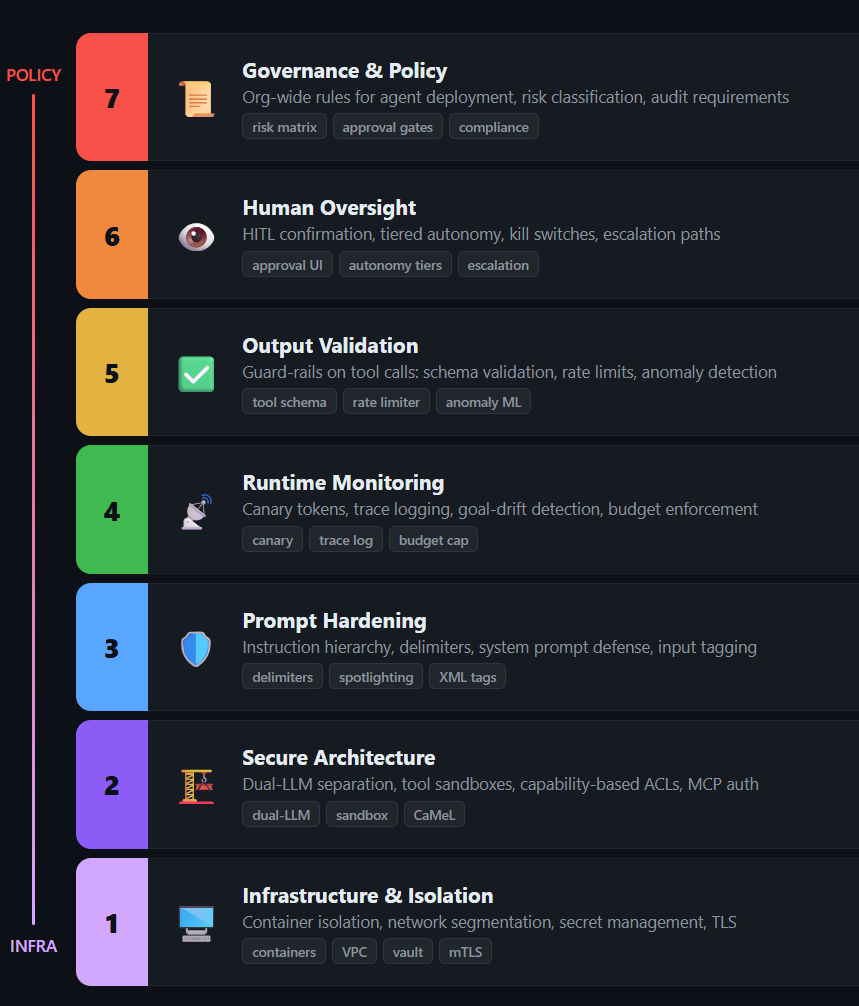 POLICY
7
Governance & Policy
Org-wide rules for agent deployment, risk classification, audit requirements
risk matrix approval gates compliance
6
Human Oversight
HITL confirmation, tiered autonomy, kill switches, escalation paths
approval UI autonomy tiers escalation
5
Output Validation
Guard-rails on tool calls: schema validation, rate limits, anomaly detection
tool schema rate limiter anomaly ML
4
Runtime Monitoring
Canary tokens, trace logging, goal-drift detection, budget enforcement
canary trace log budget cap
3
Prompt Hardening
Instruction hierarchy, delimiters, system prompt defense, input tagging
delimiters spotlighting XML tags
2
Secure Architecture
Dual-LLM separation, tool sandboxes, capability-based ACLs, MCP auth
dual-LLM sandbox CaMeL
1
Infrastructure & Isolation
Container isolation, network segmentation, secret management, TLS
containers VPC vault mTLS
INFRA